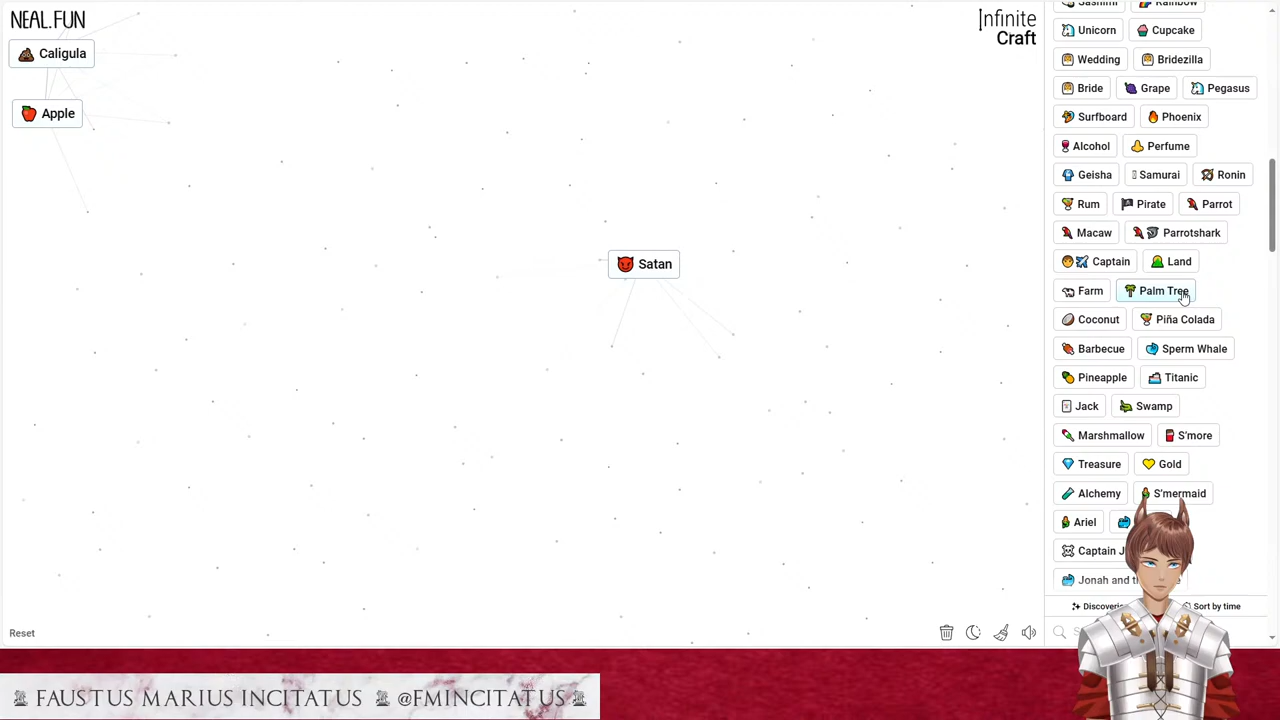 NEAL.FUN
Infinite
Craft
Caligula
Apple
Satan
Rainbow
Unicorn Cupcake
Wedding Bridezilla
Bride Grape Pegasus
Surfboard Phoenix
Alcohol Perfume
Geisha Samurai Ronin
Rum Pirate Parrot
Macaw Parrotshark
Captain Land
Farm Palm Tree
Coconut Piña Colada
Barbecue Sperm Whale
Pineapple Titanic
Jack Swamp
Marshmallow S'more
Treasure Gold
Alchemy S'mermaid
Ariel
Captain J
Jonah and t
Discoveri Sort by time
Reset
FAUSTUS MARIUS INCITATUS @FMINCITATUS